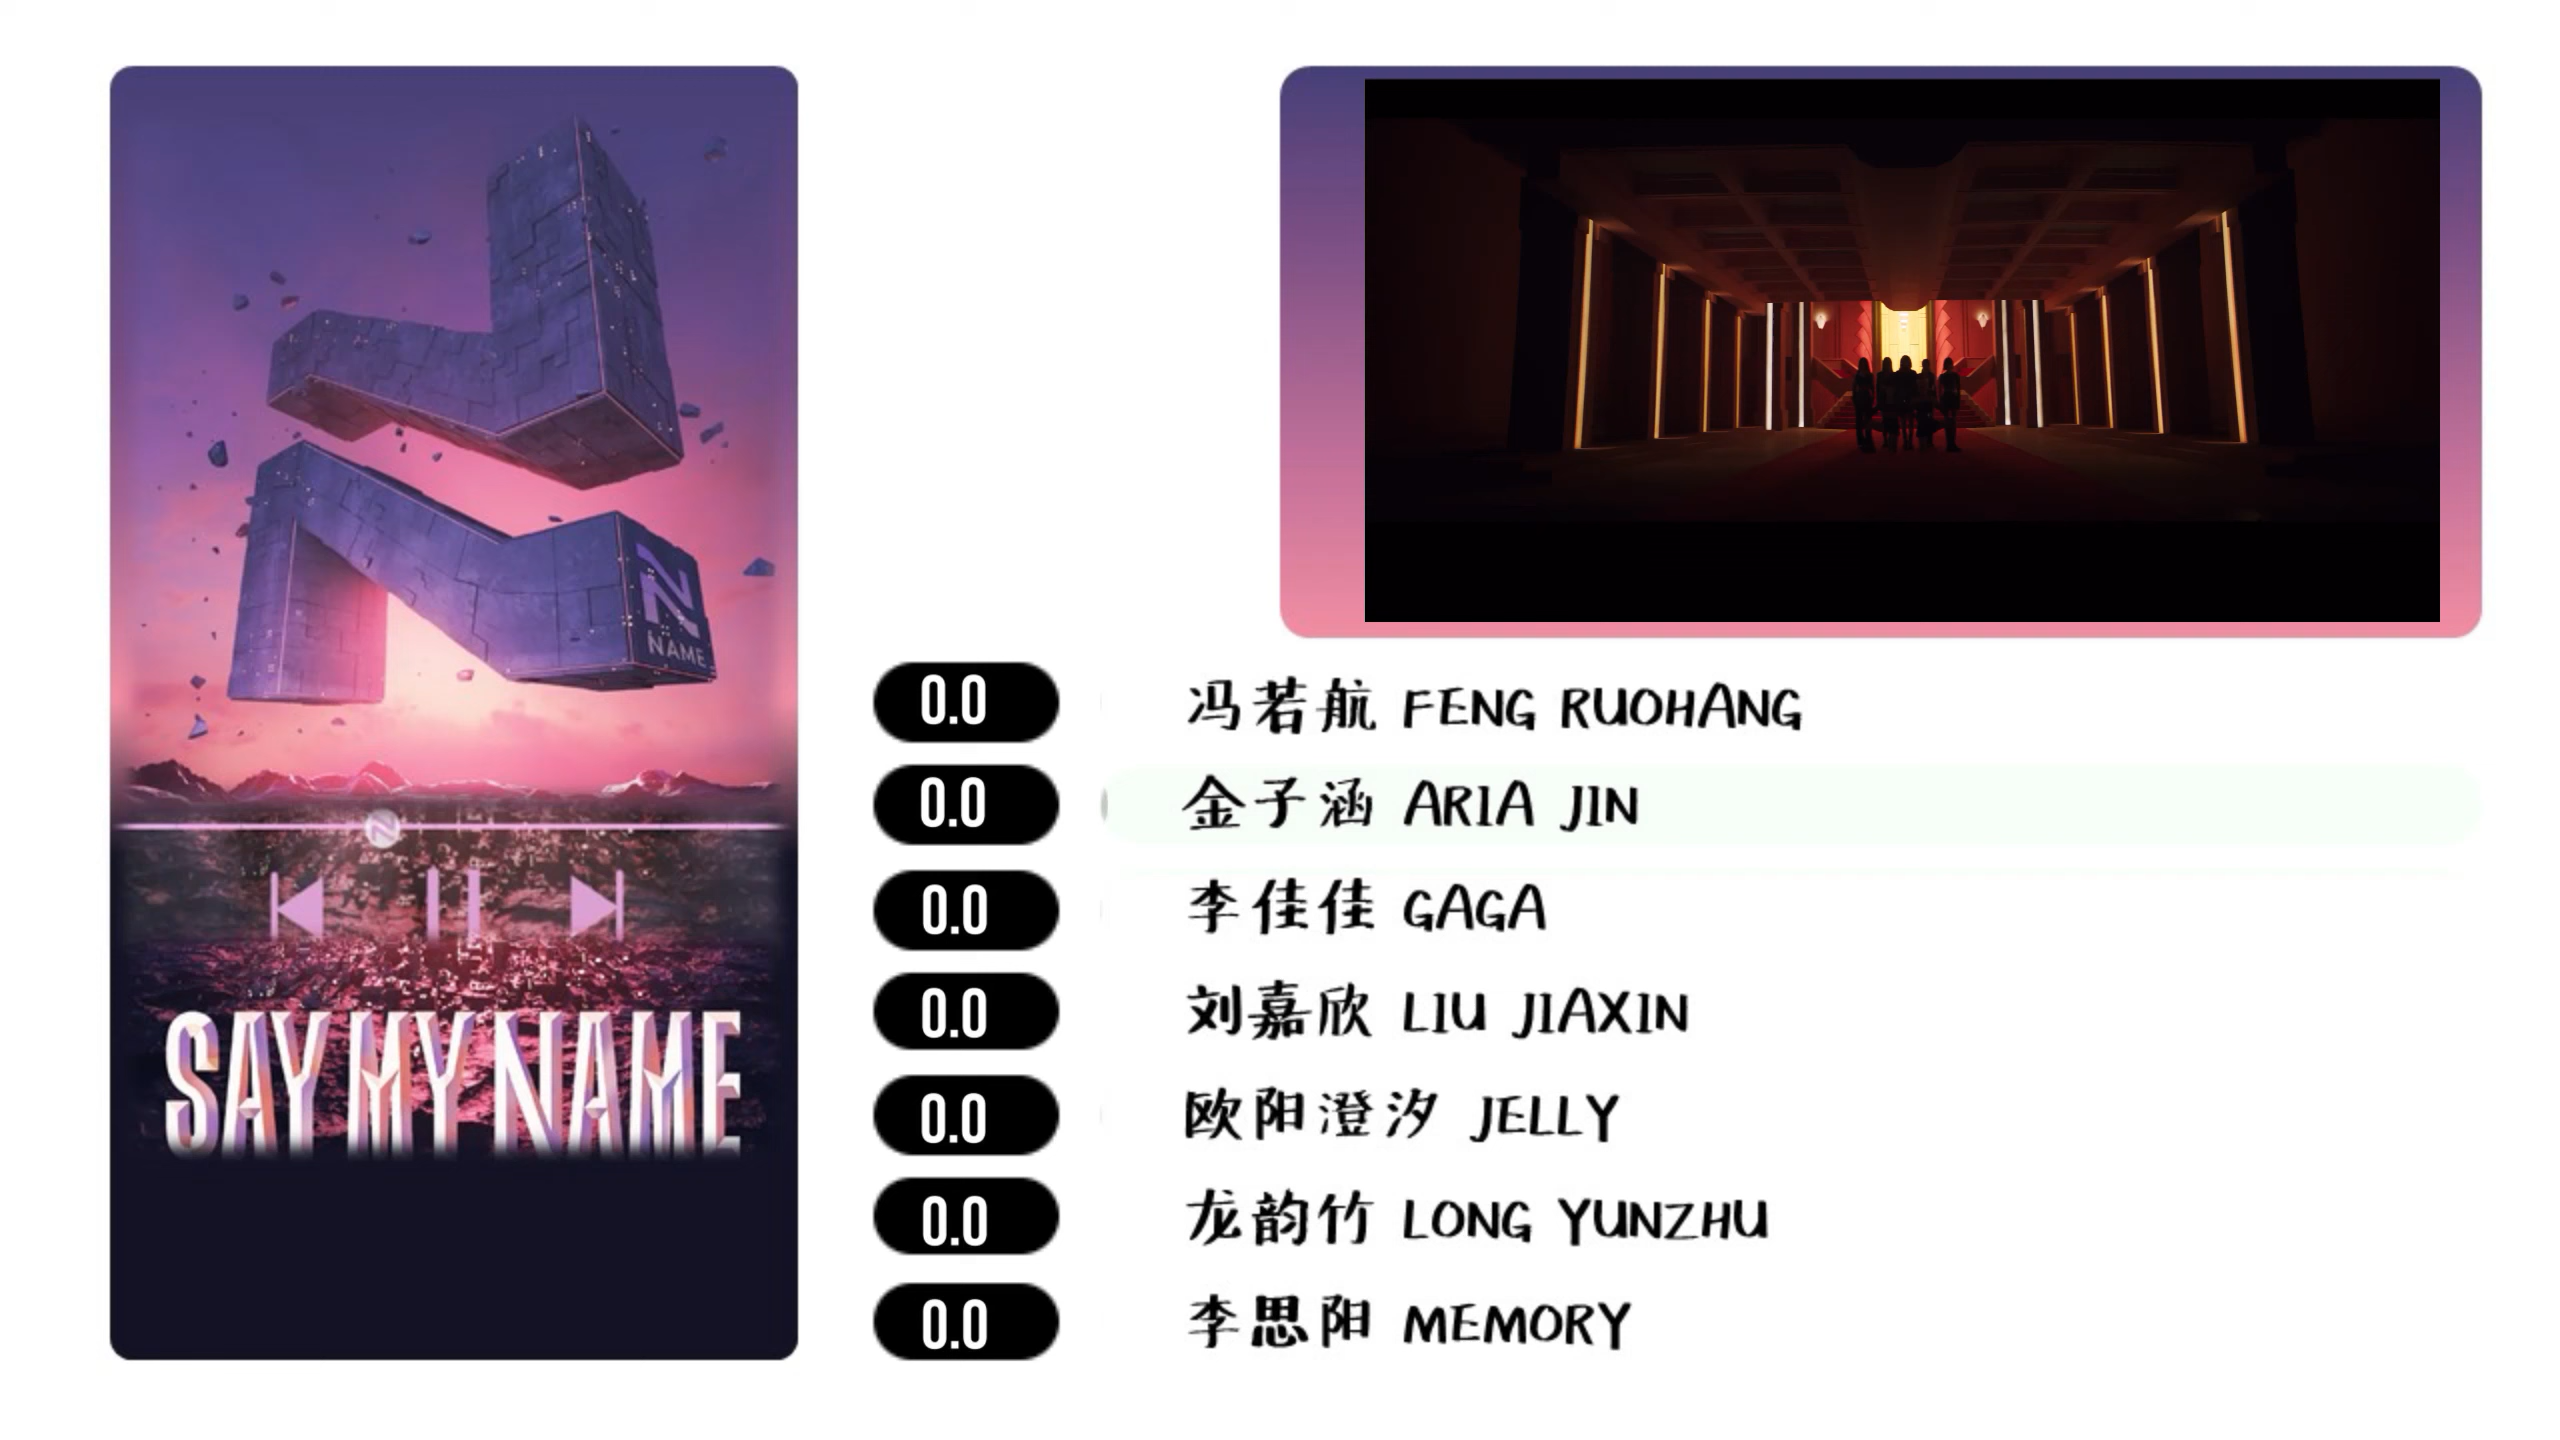 N
NAME
SAY MY NAME
0.0 冯若航 FENG RUOHANG
0.0 金子涵 ARIA JIN
0.0 李佳佳 GAGA
0.0 刘嘉欣 LIU JIAXIN
0.0 欧阳澄汐 JELLY
0.0 龙韵竹 LONG YUNZHU
0.0 李思阳 MEMORY